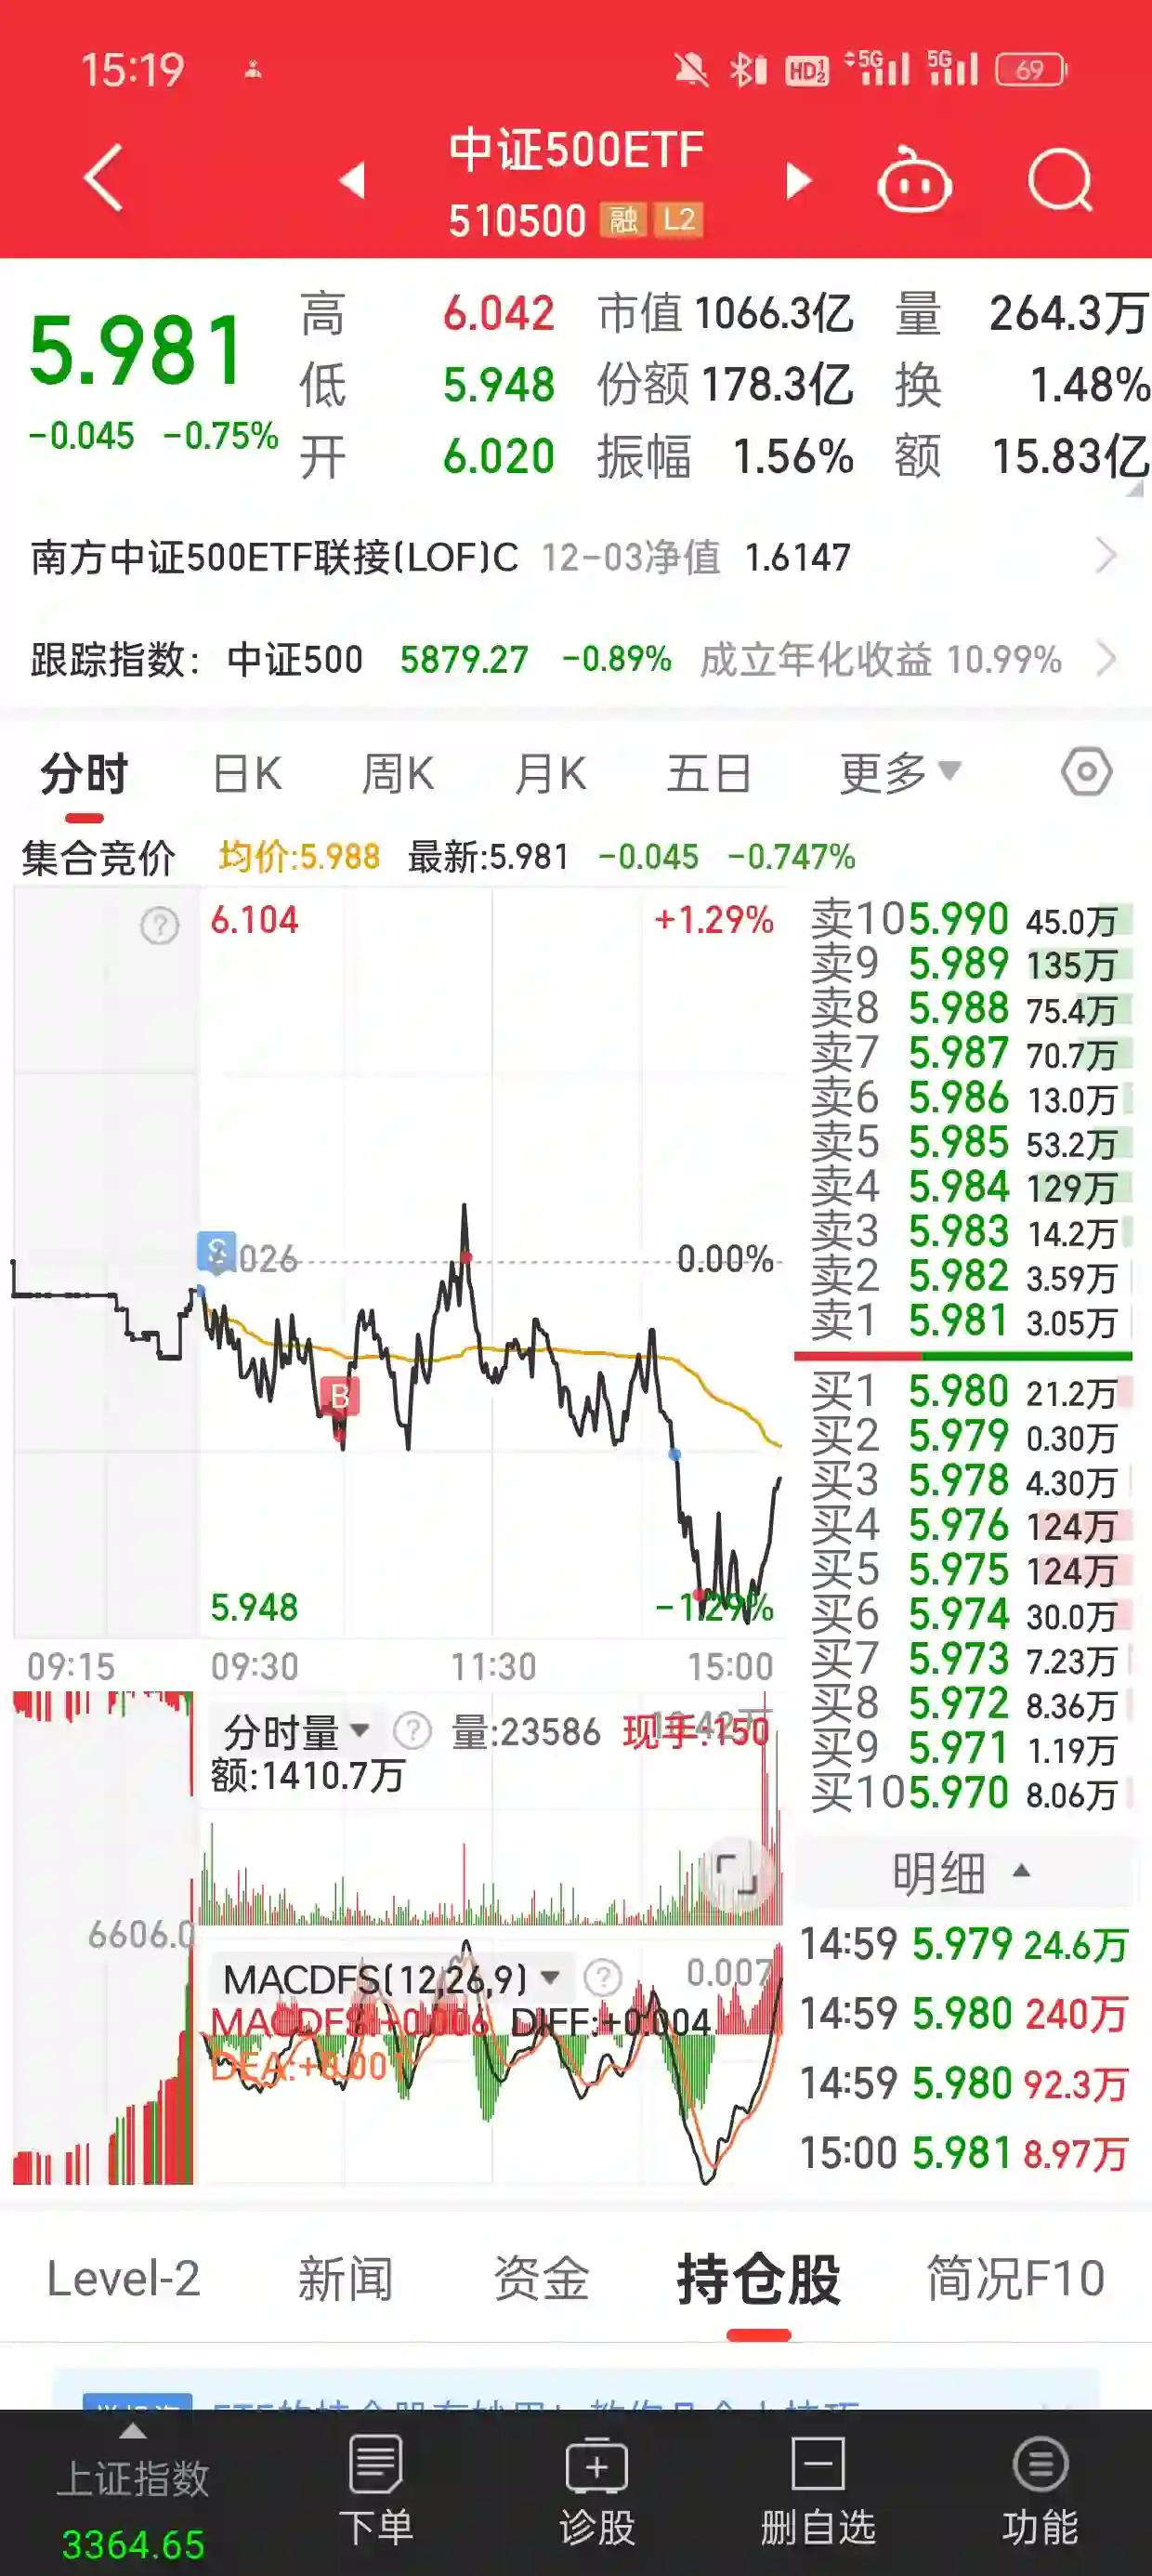 15:19 HD 1 2 5G 5G 69
中证500ETF
510500 融 L2
5.981
-0.045 -0.75%
高 6.042 市值 1066.3亿 量 264.3万
低 5.948 份额 178.3亿 换 1.48%
开 6.020 振幅 1.56% 额 15.83亿
南方中证500ETF联接(LOF)C 12-03净值 1.6147
跟踪指数: 中证500 5879.27 -0.89% 成立年化收益 10.99%
分时 日K 周K 月K 五日 更多
集合竞价 均价:5.988 最新:5.981 -0.045 -0.747%
? 6.104 +1.29%
S 6.026 0.00%
B
5.948 -1.29%
09:15 09:30 11:30 15:00
分时量 ? 量:23586 现手:150
额:1410.7万
6606.0
MACDFS(12,26,9) ? 0.007
MACDFS:+0.006 DIFF:+0.004
DEA:+0.001
卖10 5.990 45.0万
卖9 5.989 135万
卖8 5.988 75.4万
卖7 5.987 70.7万
卖6 5.986 13.0万
卖5 5.985 53.2万
卖4 5.984 129万
卖3 5.983 14.2万
卖2 5.982 3.59万
卖1 5.981 3.05万
买1 5.980 21.2万
买2 5.979 0.30万
买3 5.978 4.30万
买4 5.976 124万
买5 5.975 124万
买6 5.974 30.0万
买7 5.973 7.23万
买8 5.972 8.36万
买9 5.971 1.19万
买10 5.970 8.06万
明细
14:59 5.979 24.6万
14:59 5.980 240万
14:59 5.980 92.3万
15:00 5.981 8.97万
Level-2 新闻 资金 持仓股 简况F10
上证指数 下单 诊股 删自选 功能
3364.65